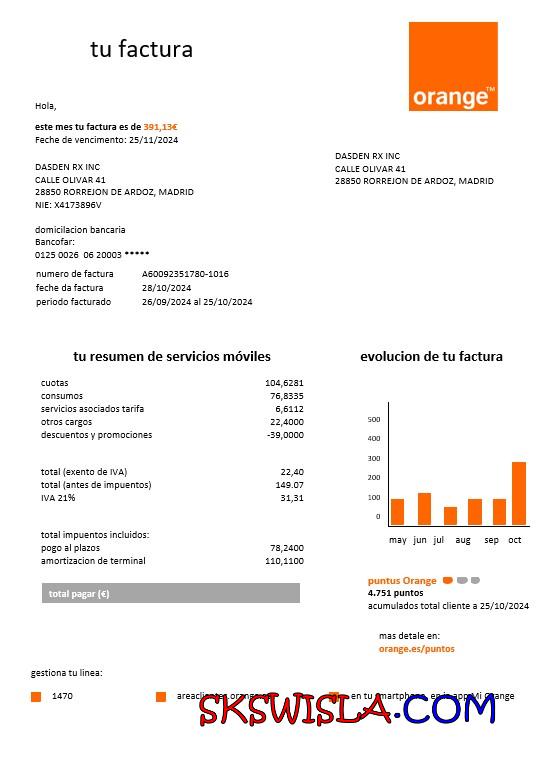 tu factura
orange™
Hola,
este mes tu factura es de 391,13€
Feche de vencimento: 25/11/2024
DASDEN RX INC
CALLE OLIVAR 41
28850 RORREJON DE ARDOZ, MADRID
DASDEN RX INC
CALLE OLIVAR 41
28850 RORREJON DE ARDOZ, MADRID
NIE: X4173896V
domicilacion bancaria
Bancofar:
0125 0026 06 20003 *****
numero de factura A60092351780-1016
feche da factura 28/10/2024
periodo facturado 26/09/2024 al 25/10/2024
tu resumen de servicios móviles
cuotas 104,6281
consumos 76,8335
servicios asociados tarifa 6,6112
otros cargos 22,4000
descuentos y promociones -39,0000
total (exento de IVA) 22,40
total (antes de impuentos) 149.07
IVA 21% 31,31
total impuentos incluidos:
pogo al plazos 78,2400
amortizacion de terminal 110,1100
total pagar (€)
evolucion de tu factura
500
400
300
200
100
0
may jun jul aug sep oct
puntus Orange
4.751 puntos
acumulados total cliente a 25/10/2024
mas detale en:
orange.es/puntos
gestiona tu linea:
1470
areaclientes.orange.es
en tu smartphone, en la app Mi Orange
SKSWISLA.COM